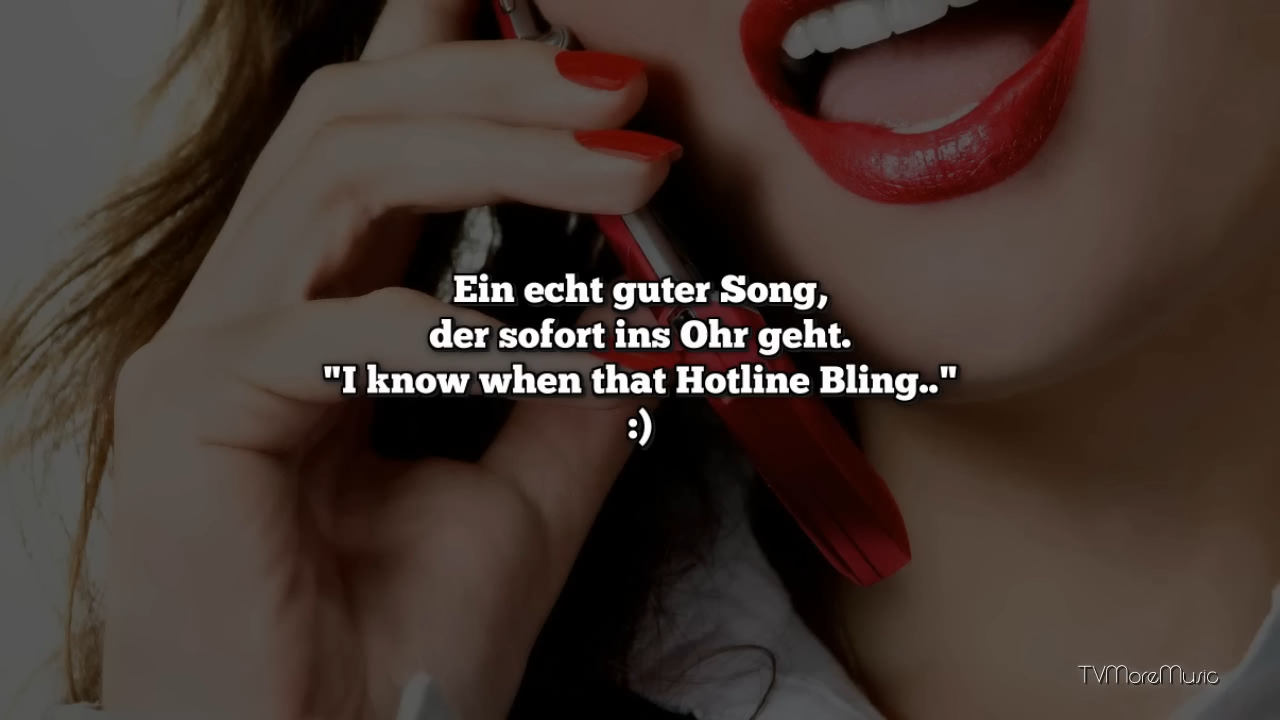 Ein echt guter Song,
der sofort ins Ohr geht.
"I know when that Hotline Bling.."
:)
TVMoreMusic